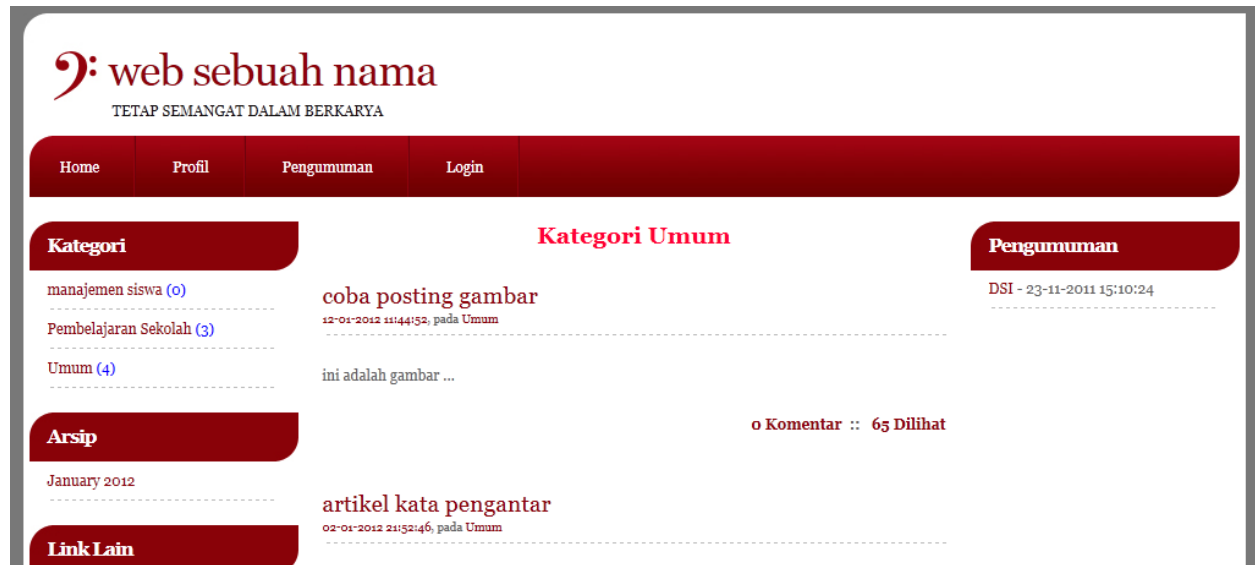 web sebuah nama
TETAP SEMANGAT DALAM BERKARYA
Home Profil Pengumuman Login
Kategori
manajemen siswa (0)
Pembelajaran Sekolah (3)
Umum (4)
Arsip
January 2012
Link Lain
Kategori Umum
coba posting gambar
12-01-2012 11:44:52, pada Umum
ini adalah gambar ...
0 Komentar :: 65 Dilihat
artikel kata pengantar
02-01-2012 21:52:46, pada Umum
Pengumuman
DSI - 23-11-2011 15:10:24